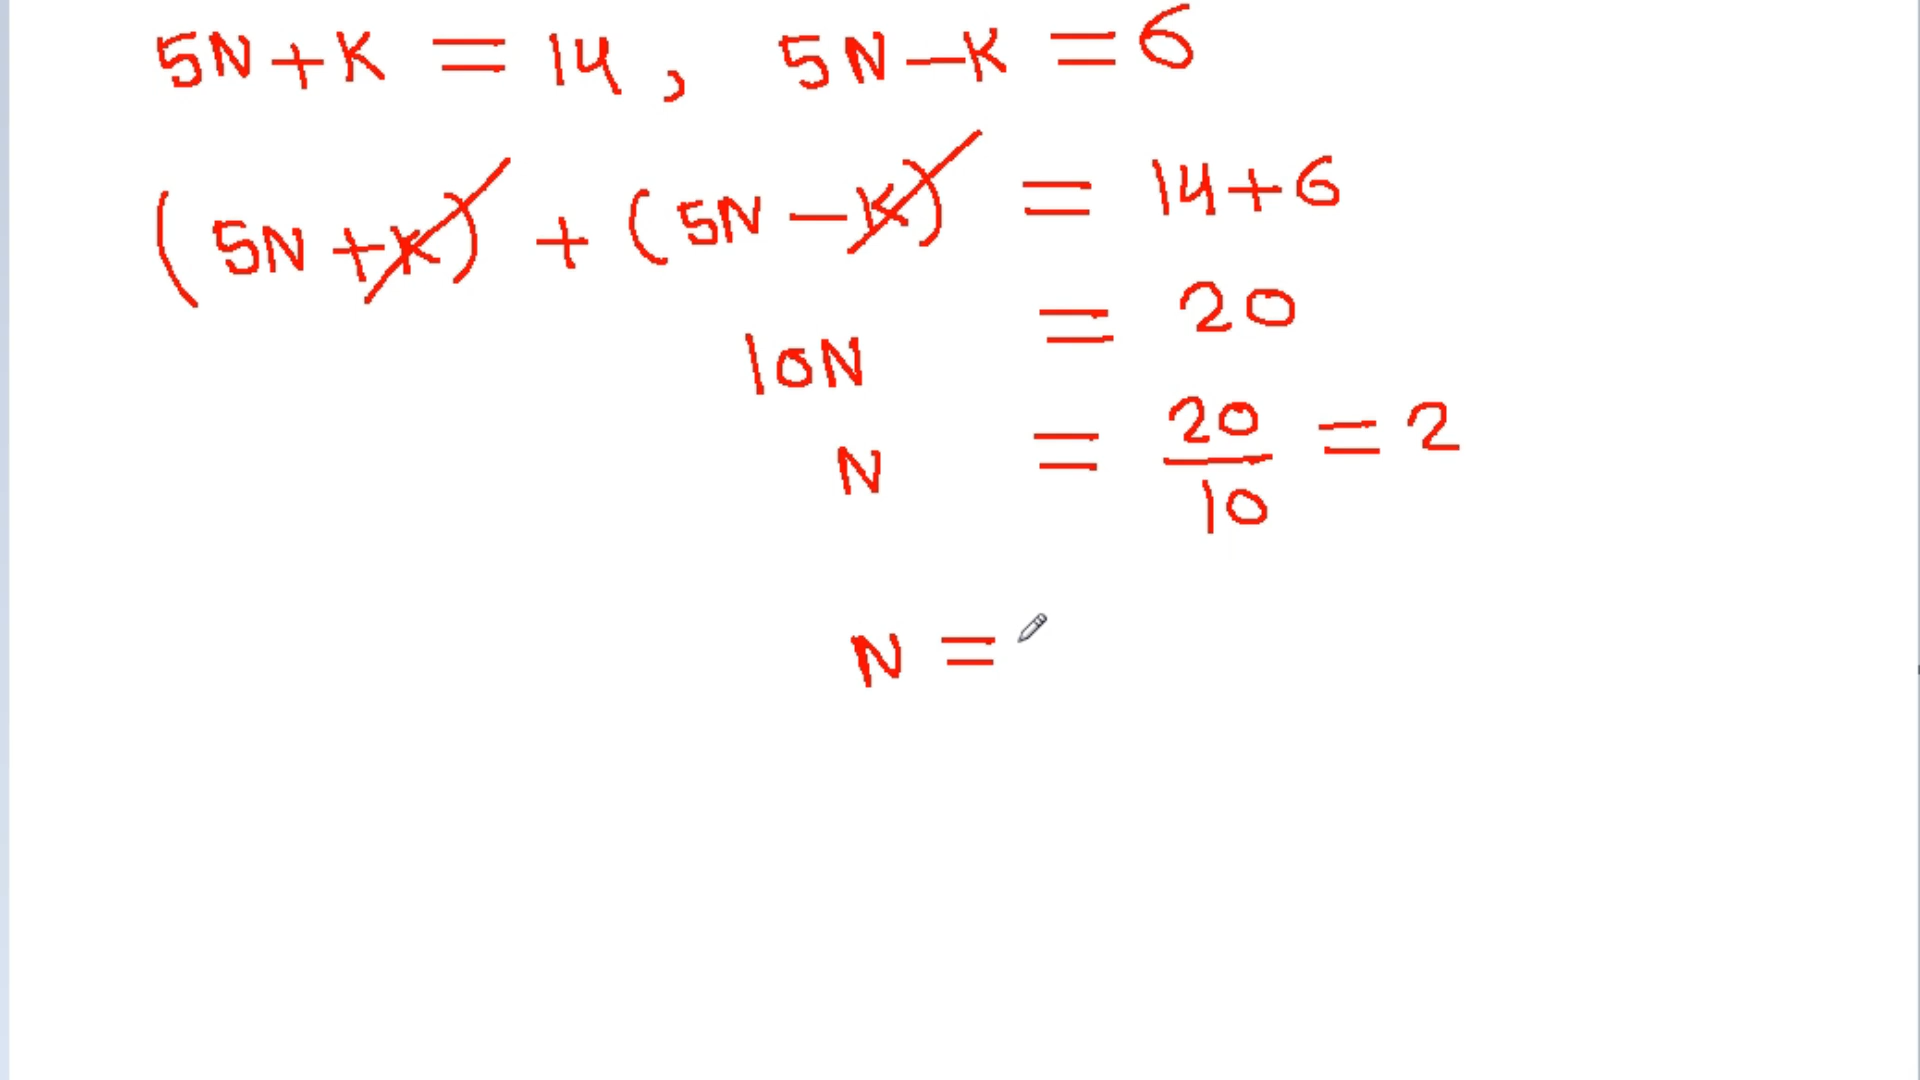 5N+K = 14, 5N-K = 6
(5N+K) + (5N-K) = 14+6
10N = 20
N = 20/10 = 2
N =